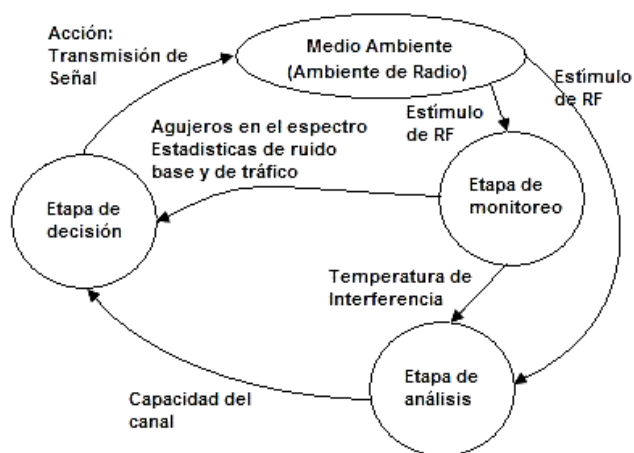 Acción:
Transmisión de
Señal
Medio Ambiente
(Ambiente de Radio)
Estímulo
de RF
Estímulo
de RF
Agujeros en el espectro
Estadisticas de ruido
base y de tráfico
Etapa de
decisión
Etapa de
monitoreo
Temperatura de
Interferencia
Etapa de
análisis
Capacidad del
canal